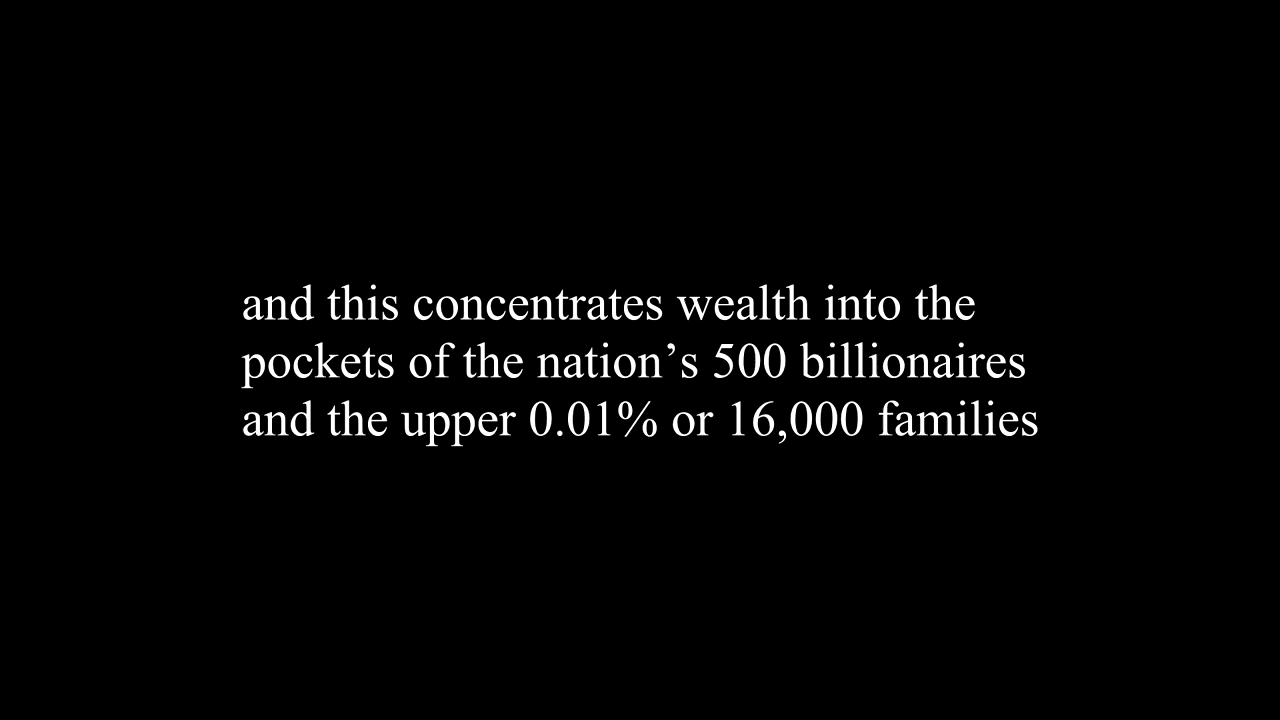 and this concentrates wealth into the
pockets of the nation’s 500 billionaires
and the upper 0.01% or 16,000 families